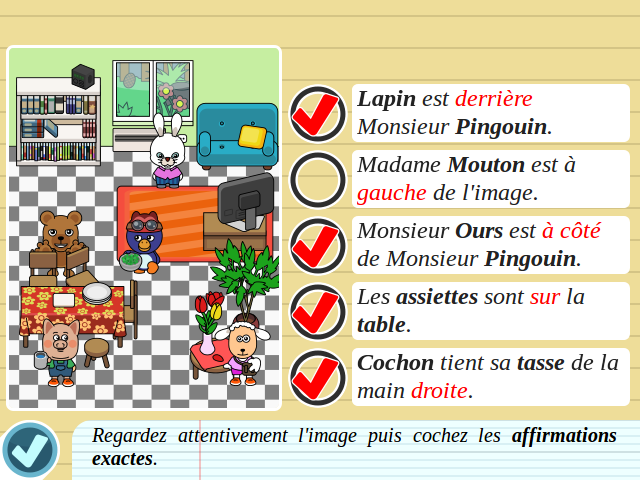 Lapin est derrière
Monsieur Pingouin.
Madame Mouton est à
gauche de l'image.
Monsieur Ours est à côté
de Monsieur Pingouin.
Les assiettes sont sur la
table.
Cochon tient sa tasse de la
main droite.
Regardez attentivement l'image puis cochez les affirmations
exactes.